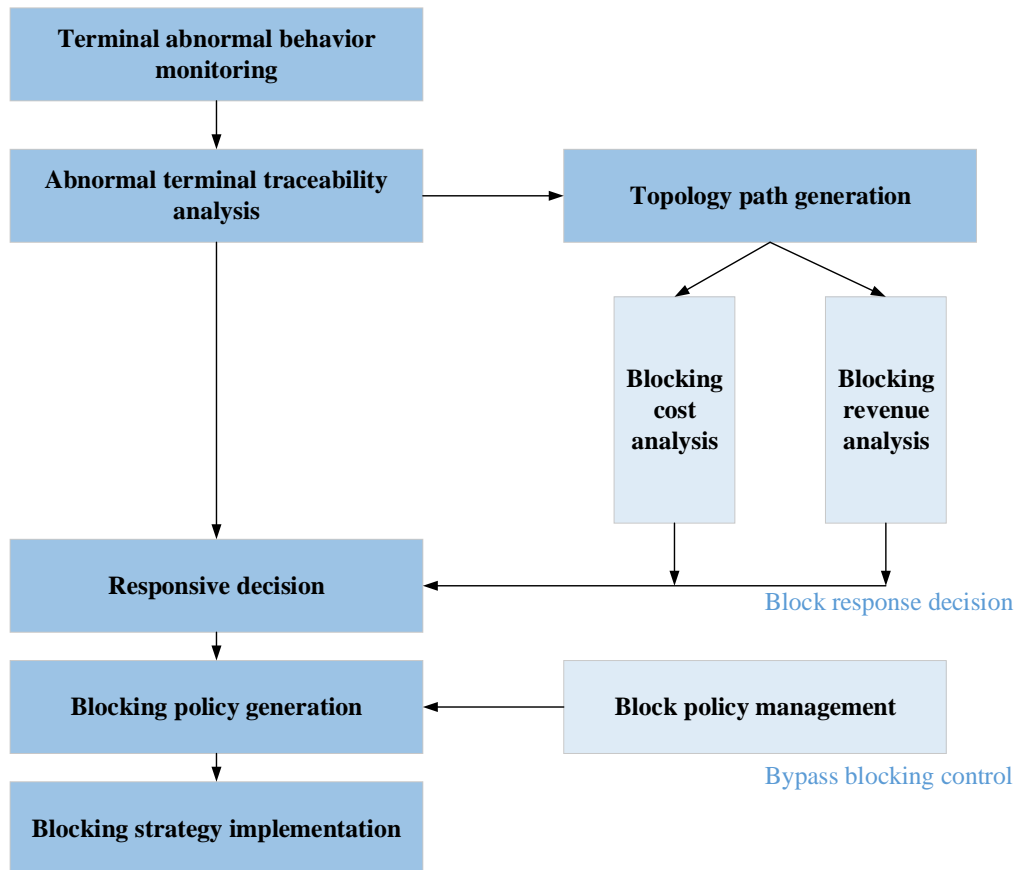 Terminal abnormal behavior
monitoring
Abnormal terminal traceability
analysis
Topology path generation
Blocking
cost
analysis
Blocking
revenue
analysis
Responsive decision
Block response decision
Blocking policy generation
Block policy management
Bypass blocking control
Blocking strategy implementation